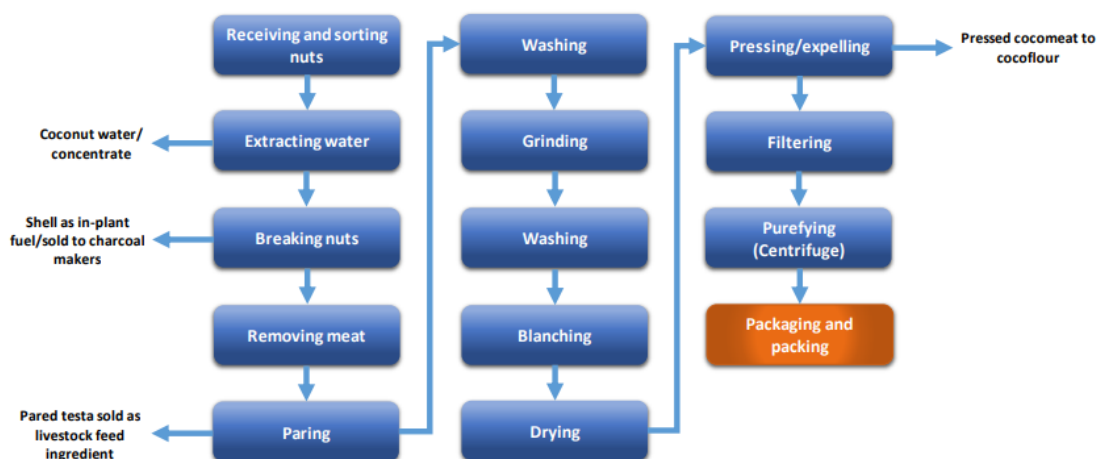 Receiving and sorting
nuts
Coconut water/
concentrate
Extracting water
Shell as in-plant
fuel/sold to charcoal
makers
Breaking nuts
Removing meat
Pared testa sold as
livestock feed
ingredient
Paring
Washing
Grinding
Washing
Blanching
Drying
Pressing/expelling
Pressed cocomeat to
cocoflour
Filtering
Purefying
(Centrifuge)
Packaging and
packing